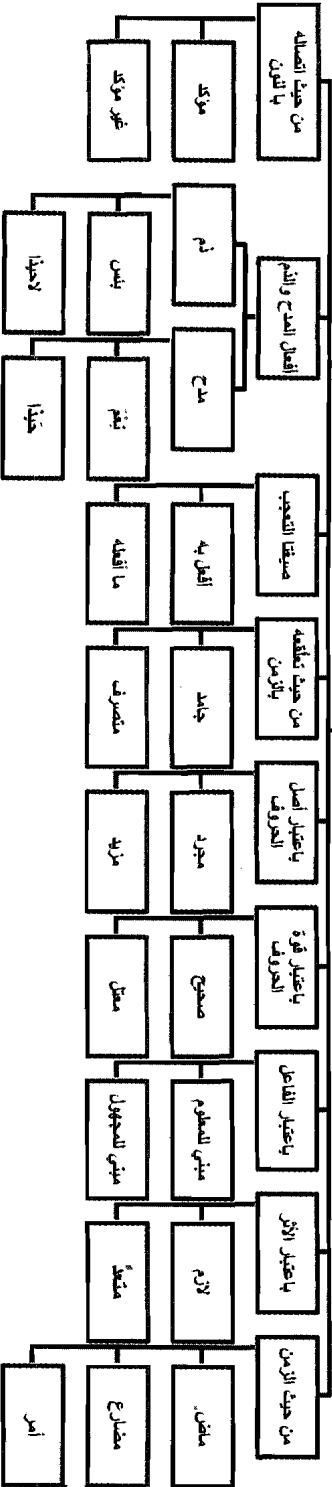 من حيث الزمن
ماضٍ
مضارع
أمر
باعتبار الأثر
لازم
متعدٍّ
باعتبار الفاعل
مبني للمعلوم
مبني للمجهول
باعتبار قوة
الحروف
صحيح
معتل
باعتبار أصل
الحروف
مجرد
مزيد
من حيث تعلقه
بالزمن
جامد
متصرف
صيغتا التعجب
أفعل به
ما أفعله
أفعال المدح والذم
مدح
نِعْمَ
حبذا
ذم
بئس
لاحبذا
من حيث اتصاله
بالنون
مؤكد
غير مؤكد